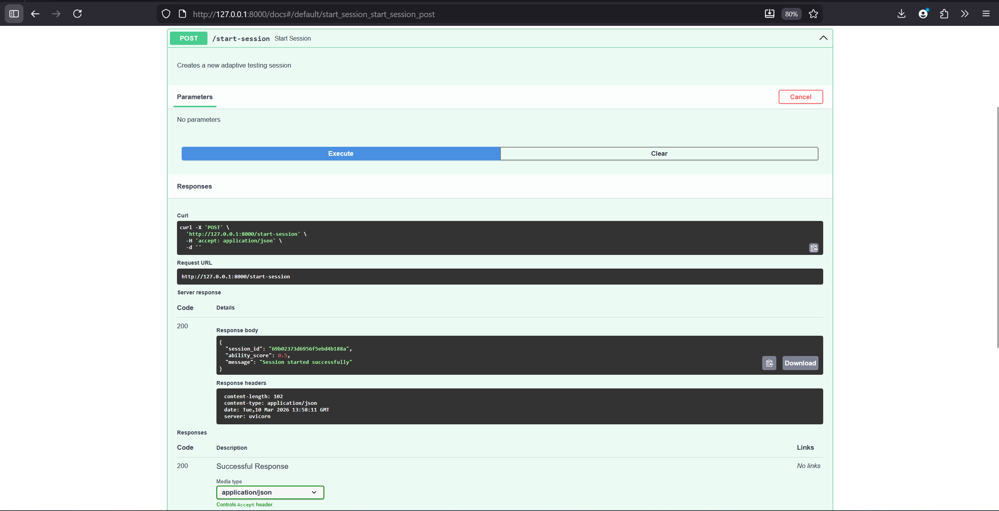 http://127.0.0.1:8000/docs#/default/start_session_start_session_post
80%
POST /start-session Start Session
Creates a new adaptive testing session
Parameters
Cancel
No parameters
Execute
Clear
Responses
Curl
curl -X 'POST' \
'http://127.0.0.1:8000/start-session' \
-H 'accept: application/json' \
-d ''
Request URL
http://127.0.0.1:8000/start-session
Server response
Code Details
200
Response body
{
"session_id": "69b02373d6956f5ebd4b188a",
"ability_score": 0.5,
"message": "Session started successfully"
}
Download
Response headers
content-length: 102
content-type: application/json
date: Tue,10 Mar 2026 13:58:11 GMT
server: uvicorn
Responses
Code Description Links
200 Successful Response No links
Media type
application/json
Controls Accept header.